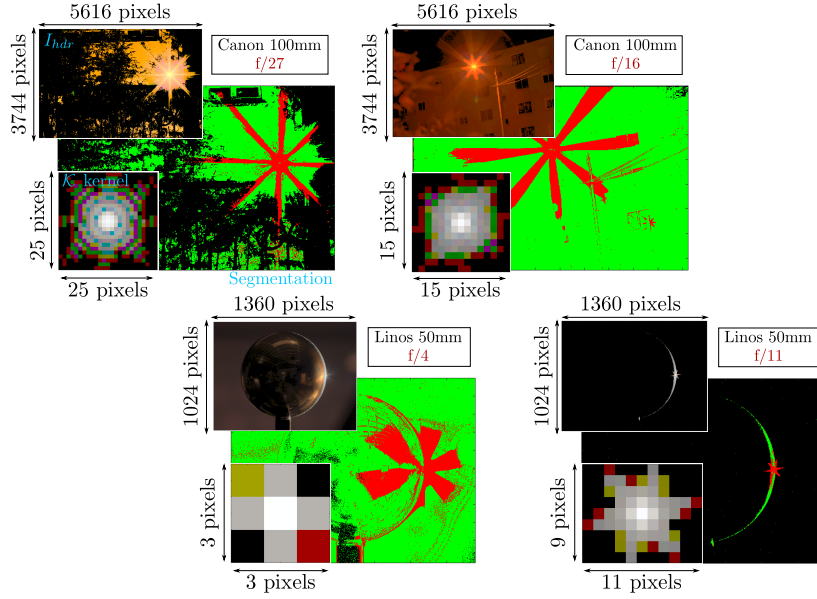 5616 pixels
3744 pixels
I_hdr
Canon 100mm
f/27
K kernel
25 pixels
25 pixels
Segmentation
5616 pixels
3744 pixels
Canon 100mm
f/16
15 pixels
15 pixels
1360 pixels
1024 pixels
Linos 50mm
f/4
3 pixels
3 pixels
1360 pixels
1024 pixels
Linos 50mm
f/11
9 pixels
11 pixels